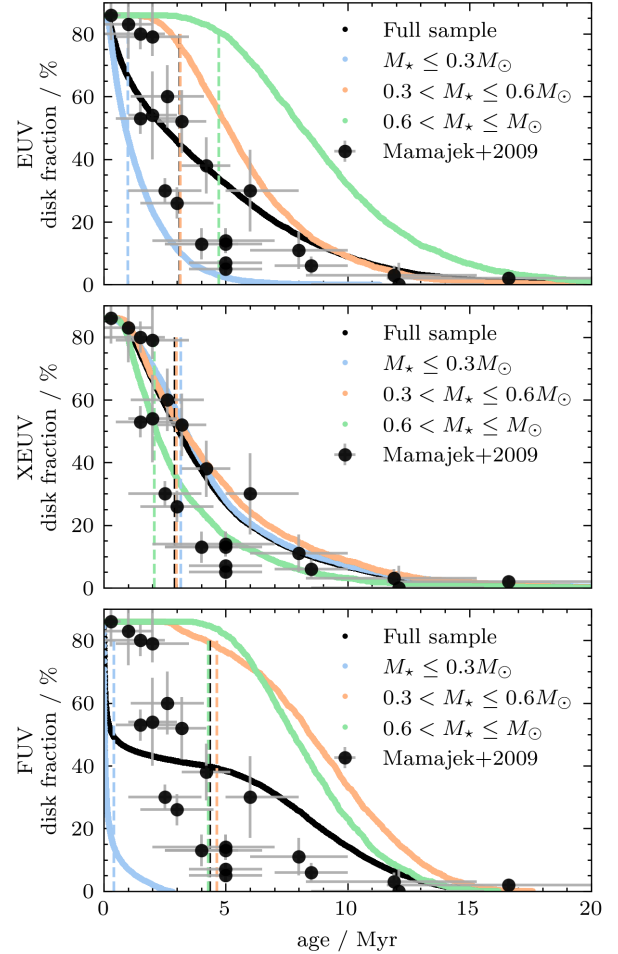 EUV
disk fraction / %
80
60
40
20
0
Full sample
M⋆ ≤ 0.3M☉
0.3 < M⋆ ≤ 0.6M☉
0.6 < M⋆ ≤ M☉
Mamajek+2009
XEUV
disk fraction / %
80
60
40
20
0
Full sample
M⋆ ≤ 0.3M☉
0.3 < M⋆ ≤ 0.6M☉
0.6 < M⋆ ≤ M☉
Mamajek+2009
FUV
disk fraction / %
80
60
40
20
0
Full sample
M⋆ ≤ 0.3M☉
0.3 < M⋆ ≤ 0.6M☉
0.6 < M⋆ ≤ M☉
Mamajek+2009
0 5 10 15 20
age / Myr